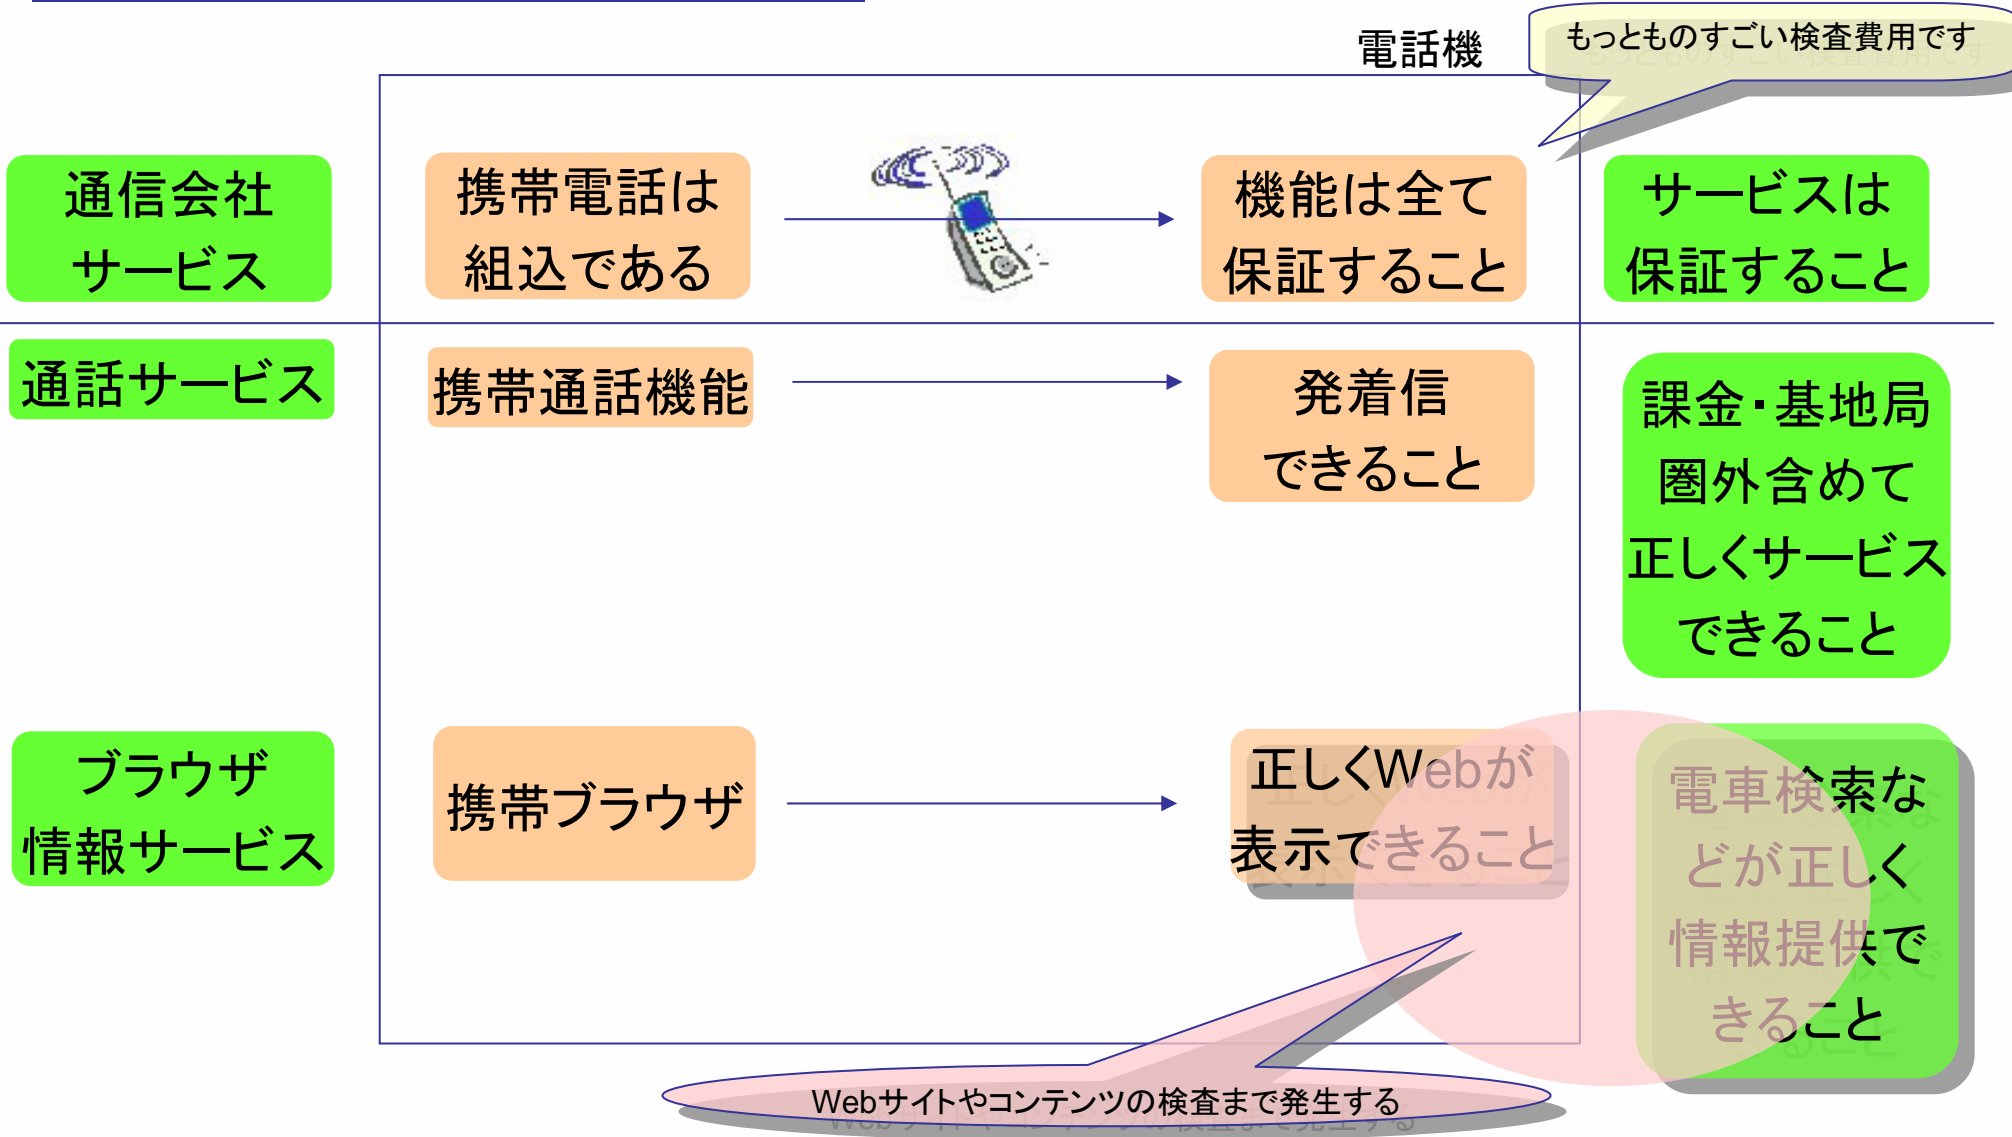 電話機
もっとものすごい検査費用です
通信会社
サービス
携帯電話は
組込である
機能は全て
保証すること
サービスは
保証すること
通話サービス
携帯通話機能
発着信
できること
課金・基地局
圏外含めて
正しくサービス
できること
ブラウザ
情報サービス
携帯ブラウザ
正しくWebが
表示できること
電車検索な
どが正しく
情報提供で
きること
Webサイトやコンテンツの検査まで発生する